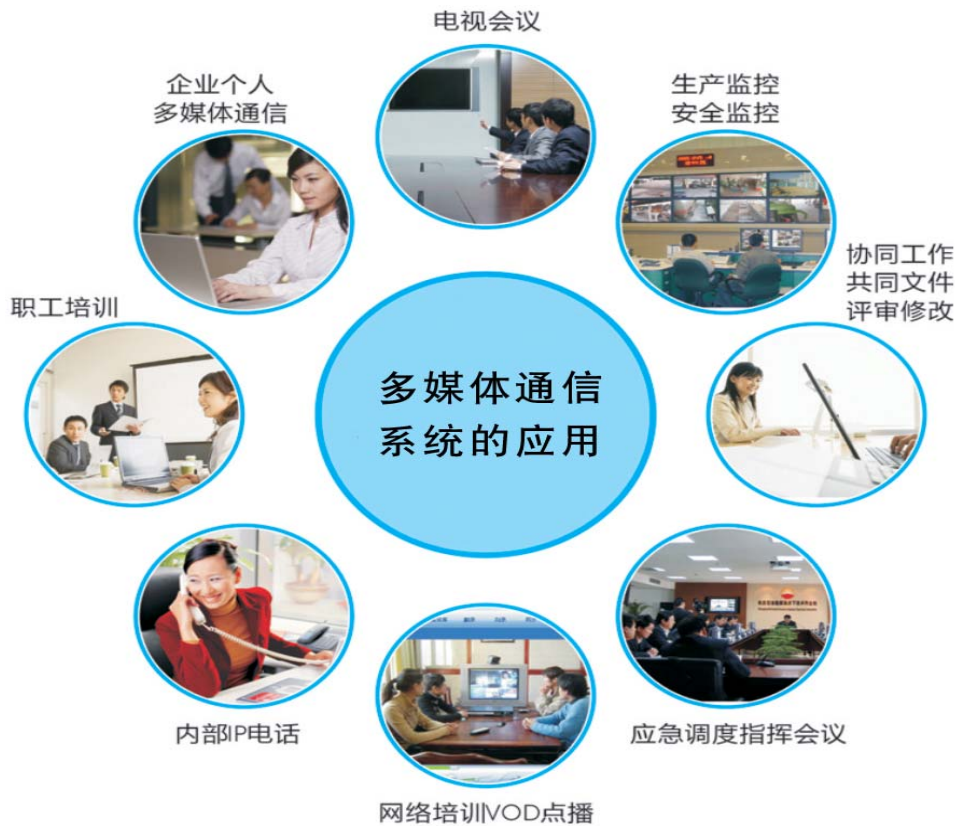 电视会议
企业个人
多媒体通信
生产监控
安全监控
协同工作
共同文件
评审修改
职工培训
多媒体通信
系统的应用
内部IP电话
应急调度指挥会议
网络培训VOD点播